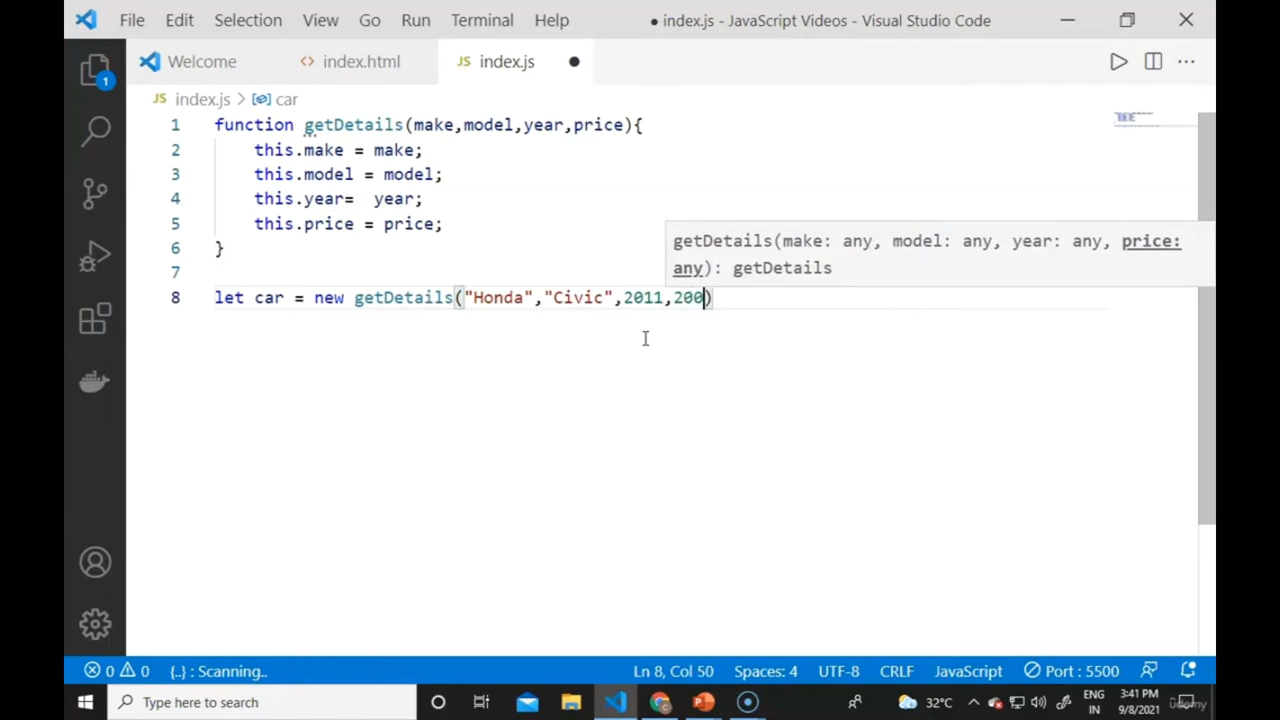 File Edit Selection View Go Run Terminal Help ● index.js - JavaScript Videos - Visual Studio Code
Welcome <> index.html JS index.js ●
JS index.js > car
1 function getDetails(make,model,year,price){
2 this.make = make;
3 this.model = model;
4 this.year=  year;
5 this.price = price;
6 }
7
getDetails(make: any, model: any, year: any, price: any): getDetails
8 let car = new getDetails("Honda","Civic",2011,200)
1
0 0 {..} : Scanning.. Ln 8, Col 50 Spaces: 4 UTF-8 CRLF JavaScript Port : 5500
Type here to search 32°C ENG 3:41 PM
IN 9/8/2021
Udemy